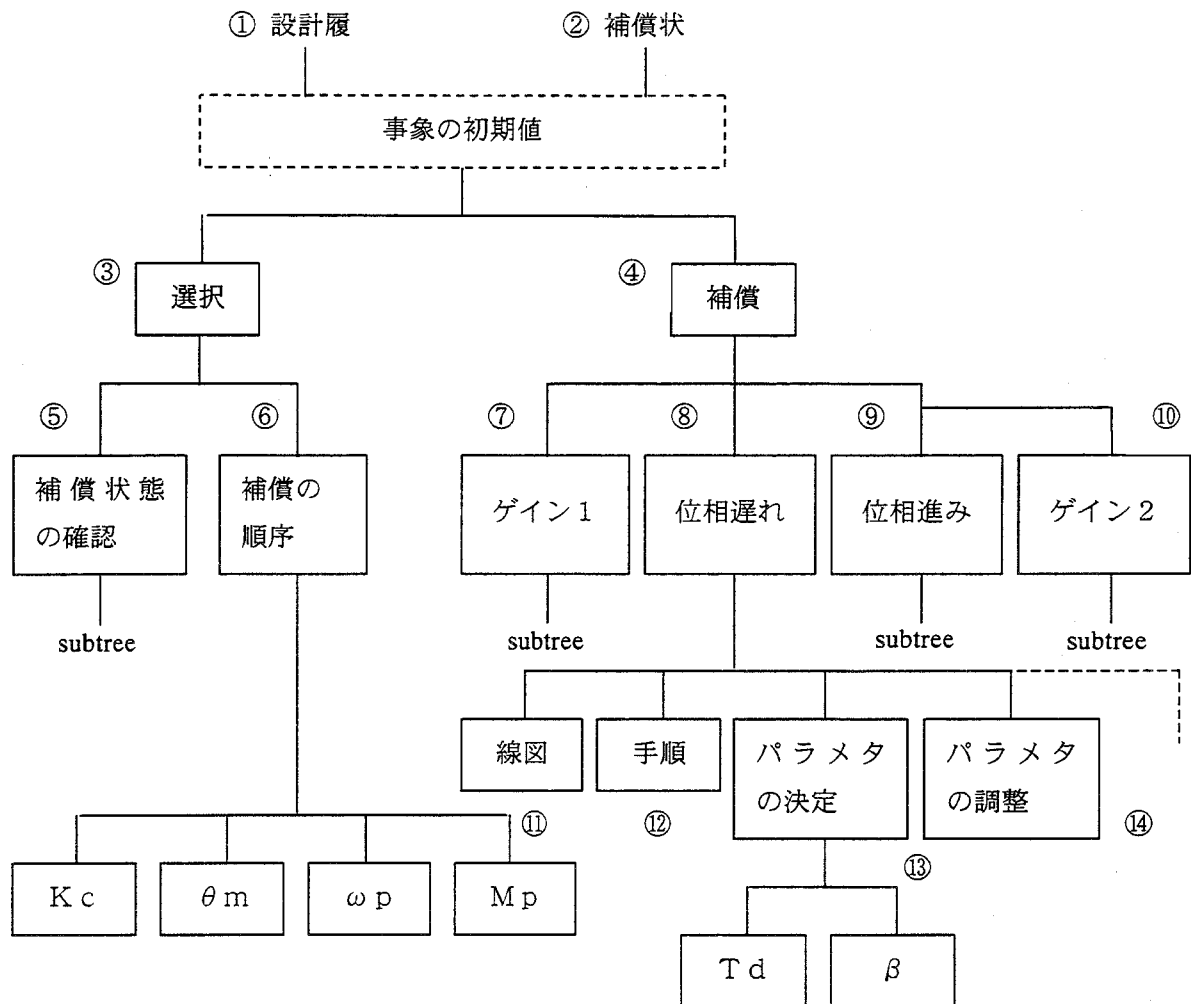 ① 設計履
② 補償状
事象の初期値
③
選択
④
補償
⑤
補償状態
の確認
⑥
補償の
順序
⑦
ゲイン1
⑧
位相遅れ
⑨
位相進み
⑩
ゲイン2
subtree
subtree
subtree
subtree
線図
手順
パラメタ
の決定
パラメタ
の調整
⑪
⑫
⑭
Kc
θm
ωp
Mp
⑬
Td
β